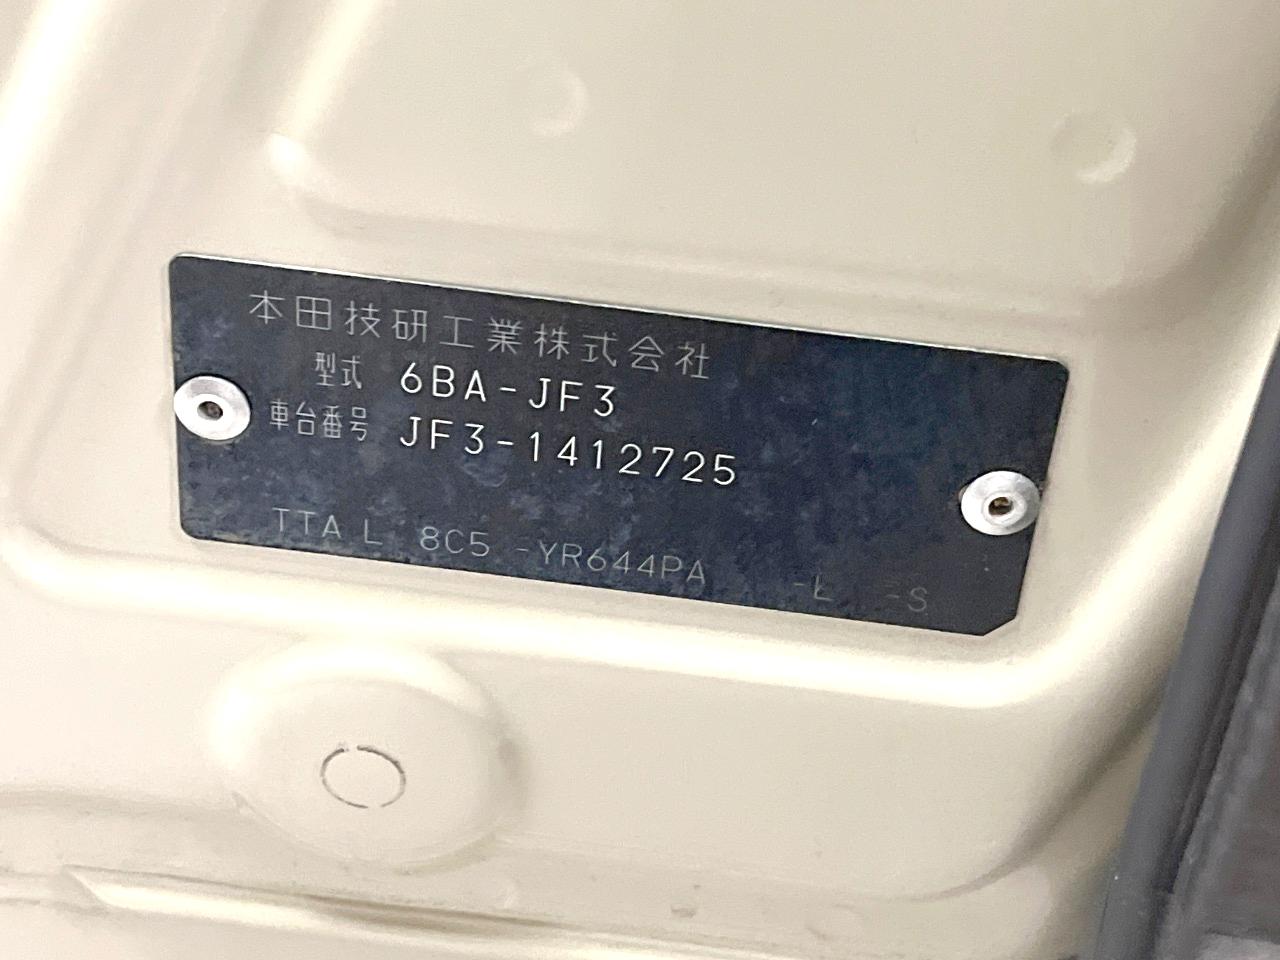 本田技研工業株式会社
型式 6BA-JF3
車台番号 JF3-1412725
TTA L 8C5 -YR644PA -L -S